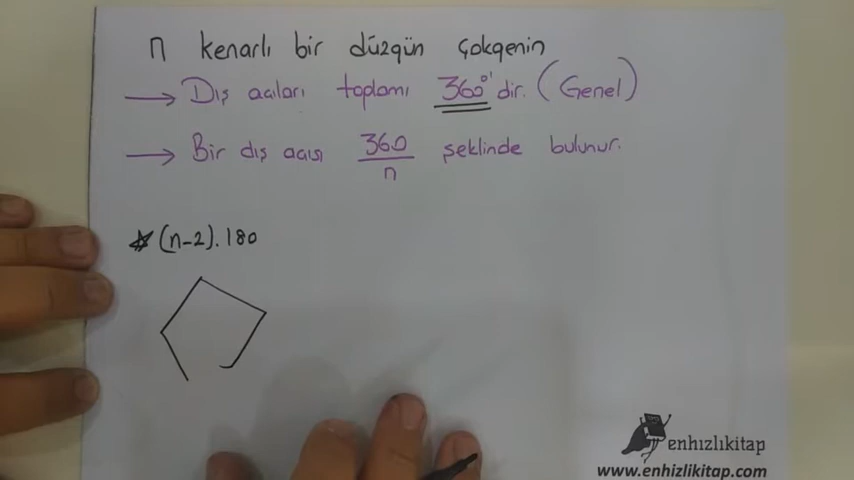 n kenarlı bir düzgün çokgenin
→ Dış açıları toplamı 360°'dir. (Genel)
→ Bir dış açısı 360/n şeklinde bulunur.
* (n-2).180
enhızlıkitap
www.enhizlikitap.com